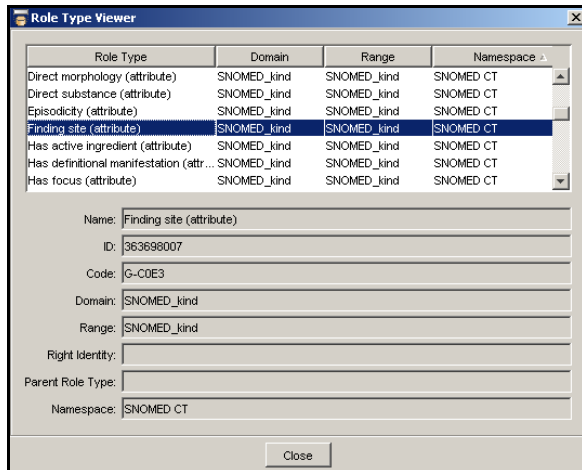 Role Type Viewer
Role Type Domain Range Namespace
Direct morphology (attribute) SNOMED_kind SNOMED_kind SNOMED CT
Direct substance (attribute) SNOMED_kind SNOMED_kind SNOMED CT
Episodicity (attribute) SNOMED_kind SNOMED_kind SNOMED CT
Finding site (attribute) SNOMED_kind SNOMED_kind SNOMED CT
Has active ingredient (attribute) SNOMED_kind SNOMED_kind SNOMED CT
Has definitional manifestation (attr... SNOMED_kind SNOMED_kind SNOMED CT
Has focus (attribute) SNOMED_kind SNOMED_kind SNOMED CT
Name: Finding site (attribute)
ID: 363698007
Code: G-C0E3
Domain: SNOMED_kind
Range: SNOMED_kind
Right Identity:
Parent Role Type:
Namespace: SNOMED CT
Close